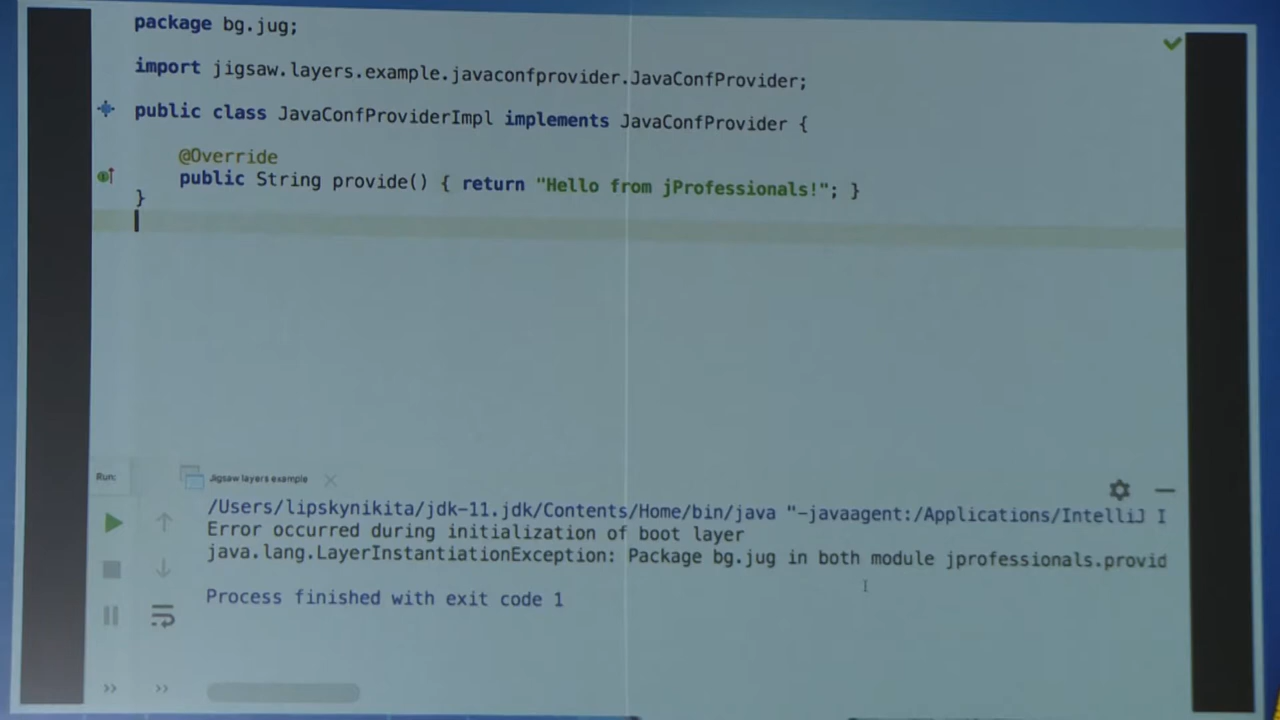 package bg.jug;
import jigsaw.layers.example.javaconfprovider.JavaConfProvider;
public class JavaConfProviderImpl implements JavaConfProvider {
@Override
public String provide() { return "Hello from jProfessionals!"; }
}
Run: Jigsaw layers example
/Users/lipskynikita/jdk-11.jdk/Contents/Home/bin/java "-javaagent:/Applications/IntelliJ I
Error occurred during initialization of boot layer
java.lang.LayerInstantiationException: Package bg.jug in both module jprofessionals.provid
Process finished with exit code 1